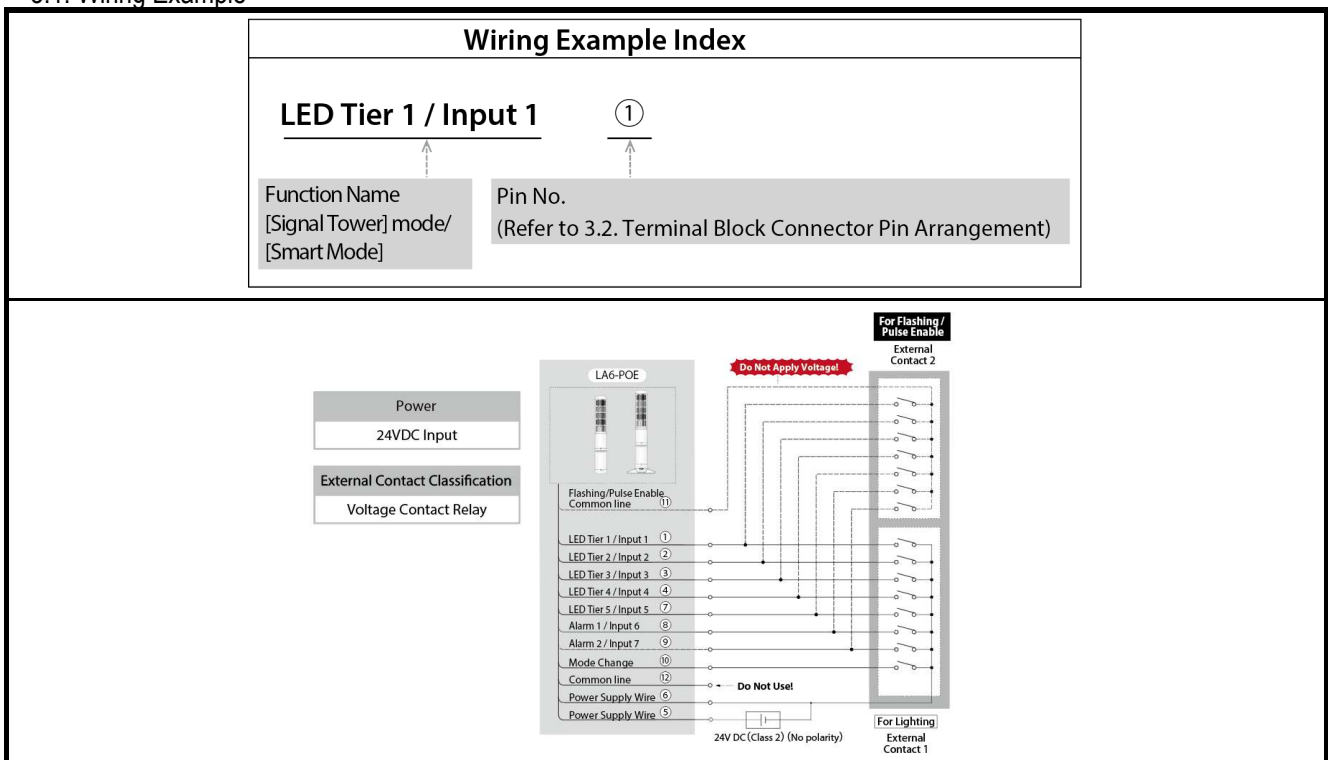 Wiring Example Index
LED Tier 1 / Input 1 ①
Function Name
[Signal Tower] mode/
[Smart Mode]
Pin No.
(Refer to 3.2. Terminal Block Connector Pin Arrangement)
For Flashing /
Pulse Enable
External
Contact 2
Do Not Apply Voltage!
LA6-POE
Power
24VDC Input
External Contact Classification
Voltage Contact Relay
Flashing/Pulse Enable
Common line ⑪
LED Tier 1 / Input 1 ①
LED Tier 2 / Input 2 ②
LED Tier 3 / Input 3 ③
LED Tier 4 / Input 4 ④
LED Tier 5 / Input 5 ⑦
Alarm 1 / Input 6 ⑧
Alarm 2 / Input 7 ⑨
Mode Change ⑩
Common line ⑫
Do Not Use!
Power Supply Wire ⑥
Power Supply Wire ⑤
24V DC (Class 2) (No polarity)
For Lighting
External
Contact 1